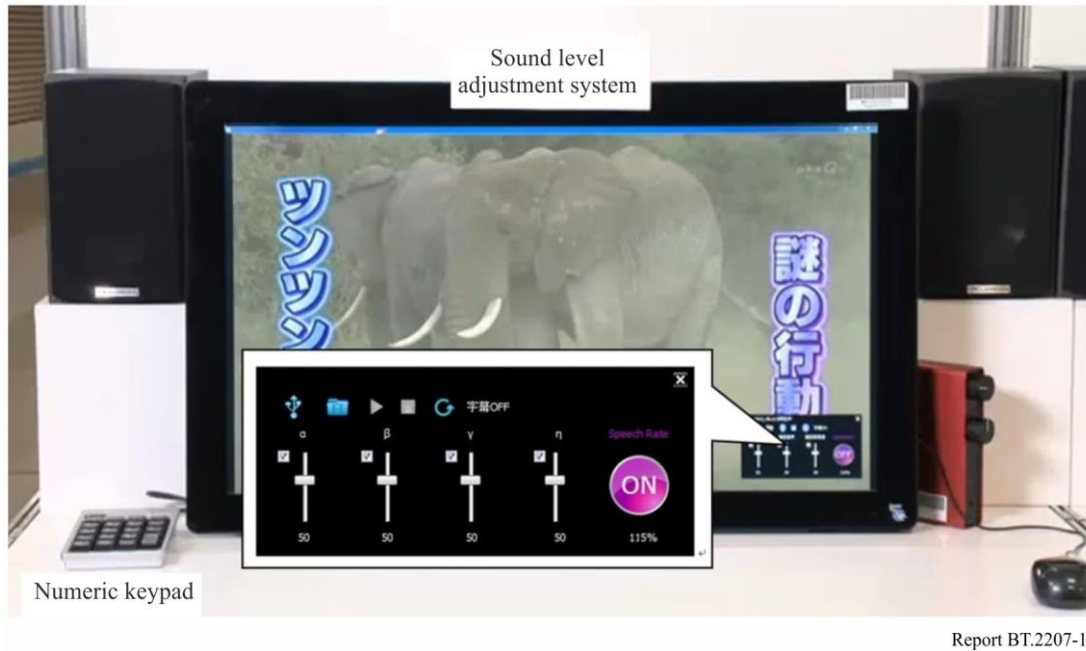 Sound level
adjustment system
ツンツン
謎の行動
字幕OFF
α β γ η Speech Rate
ON
50 50 50 50 115%
OFF
Numeric keypad
Report BT.2207-1